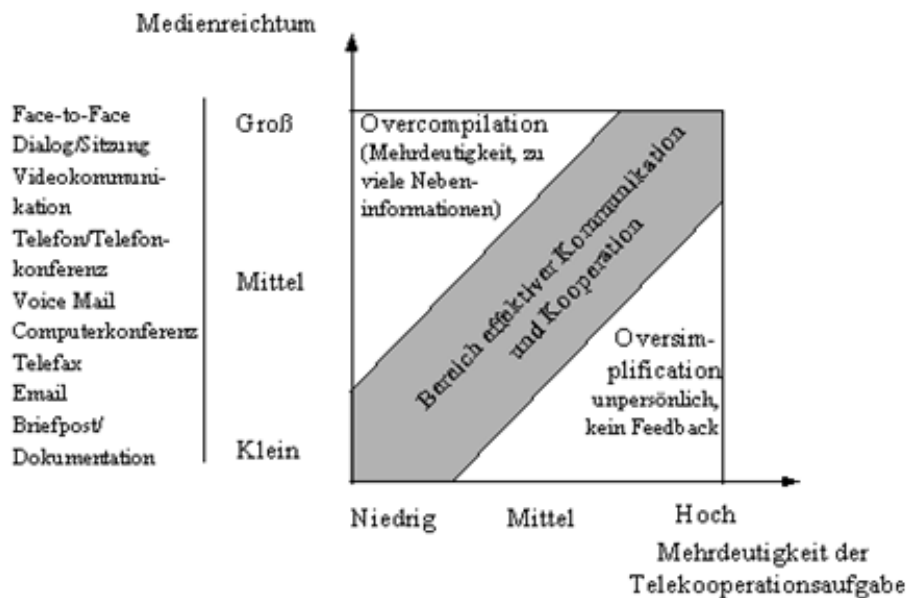 Medienreichtum
Face-to-Face
Dialog/Sitzung
Videokommuni-
kation
Telefon/Telefon-
konferenz
Voice Mail
Computerkonferenz
Telefax
Email
Briefpost/
Dokumentation
Groß
Mittel
Klein
Overcompilation
(Mehrdeutigkeit, zu
viele Neben-
informationen)
Bereich effektiver Kommunikation
und Kooperation
Oversim-
plification
unpersönlich,
kein Feedback
Niedrig
Mittel
Hoch
Mehrdeutigkeit der
Telekooperationsaufgabe